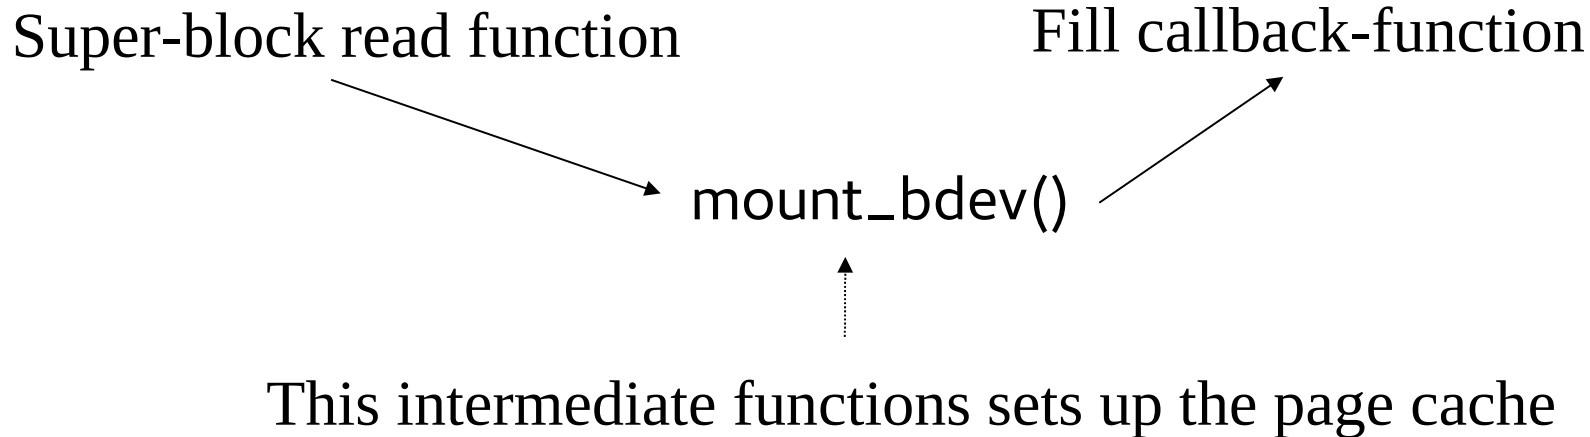 Super-block read function
Fill callback-function
mount_bdev()
This intermediate functions sets up the page cache